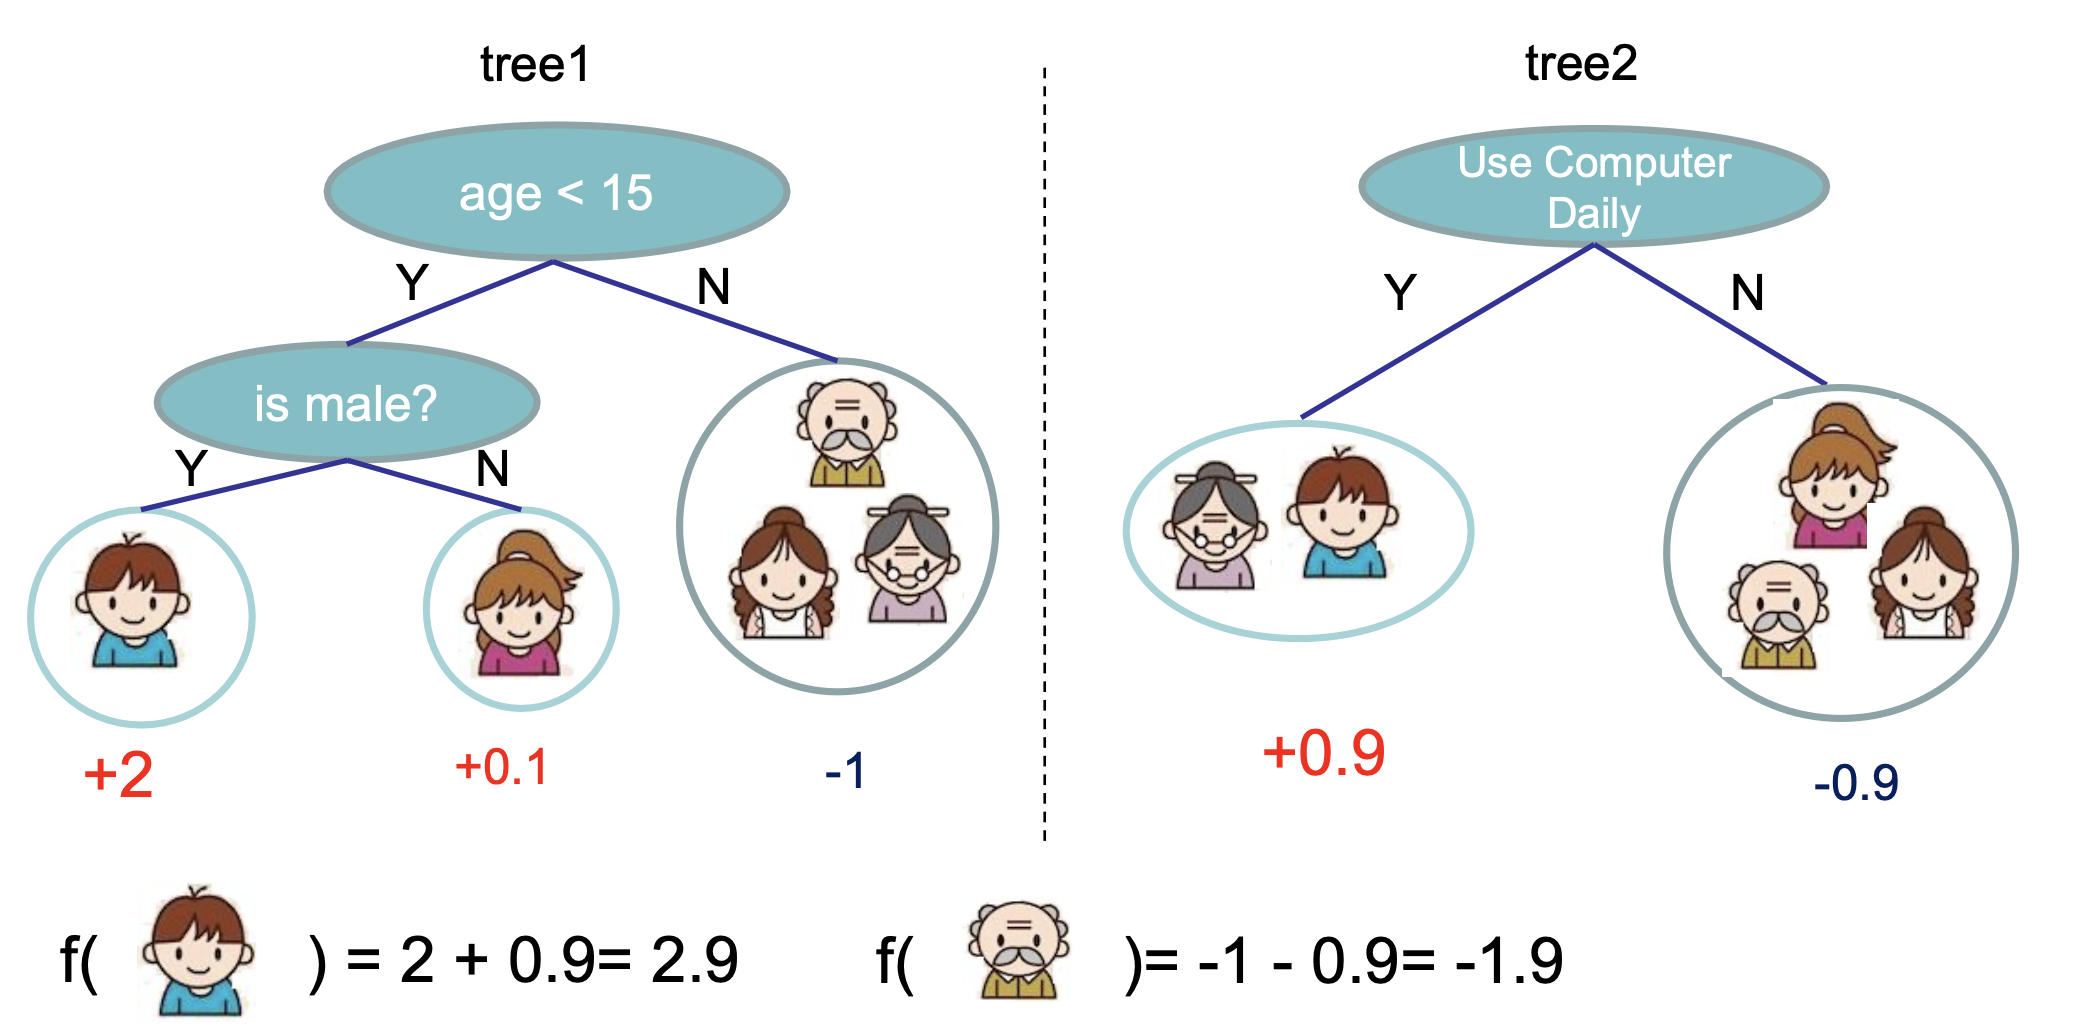 tree1
age < 15
Y
N
is male?
Y
N
+2
+0.1
-1
tree2
Use Computer
Daily
Y
N
+0.9
-0.9
f( ) = 2 + 0.9= 2.9
f( )= -1 - 0.9= -1.9